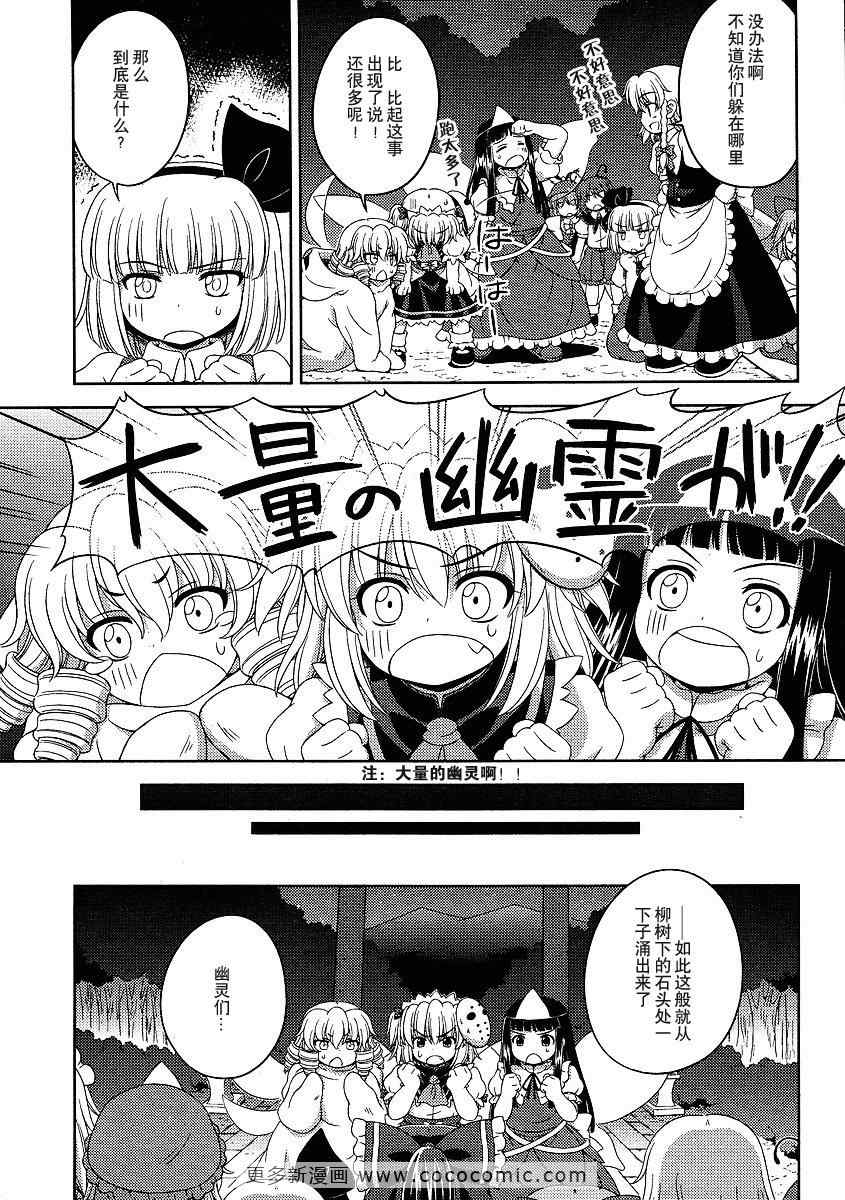 没办法啊
不知道你们躲在哪里
不好意思
不好意思
比 比起这事
出现了说！
还很多呢！
跑太多了
はーはー
那么
到底是什么？
大量の幽霊が!!
注：大量的幽灵啊！！
──如此这般就从
柳树下的石头处一
下子涌出来了
幽灵们…
更多新漫画 www.cococomic.com